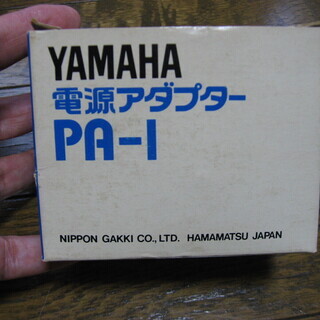 YAMAHA
電源アダプター
PA-1
NIPPON GAKKI CO., LTD. HAMAMATSU JAPAN